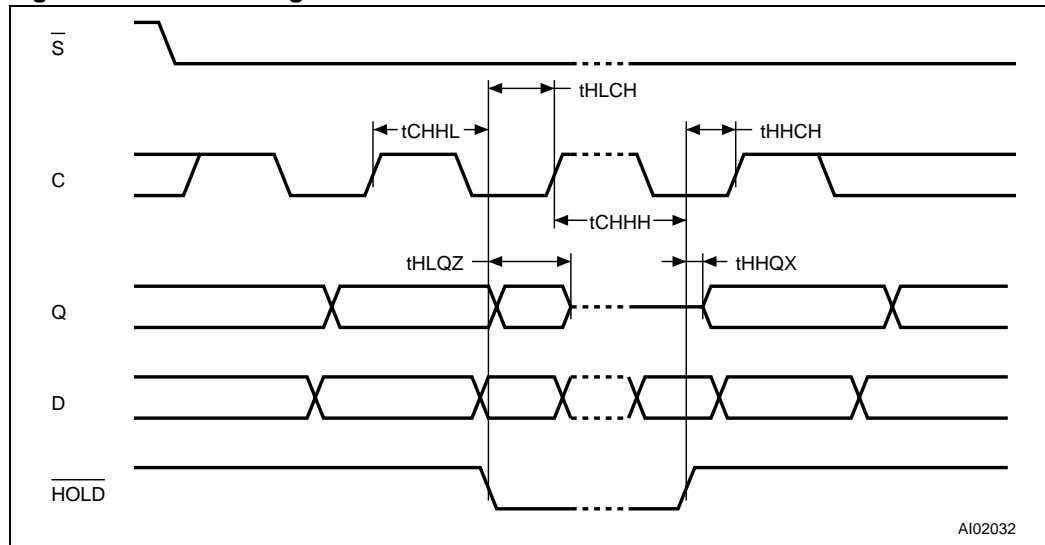 S
tHLCH
tCHHL
tHHCH
C
tCHHH
tHLQZ
tHHQX
Q
D
HOLD
AI02032